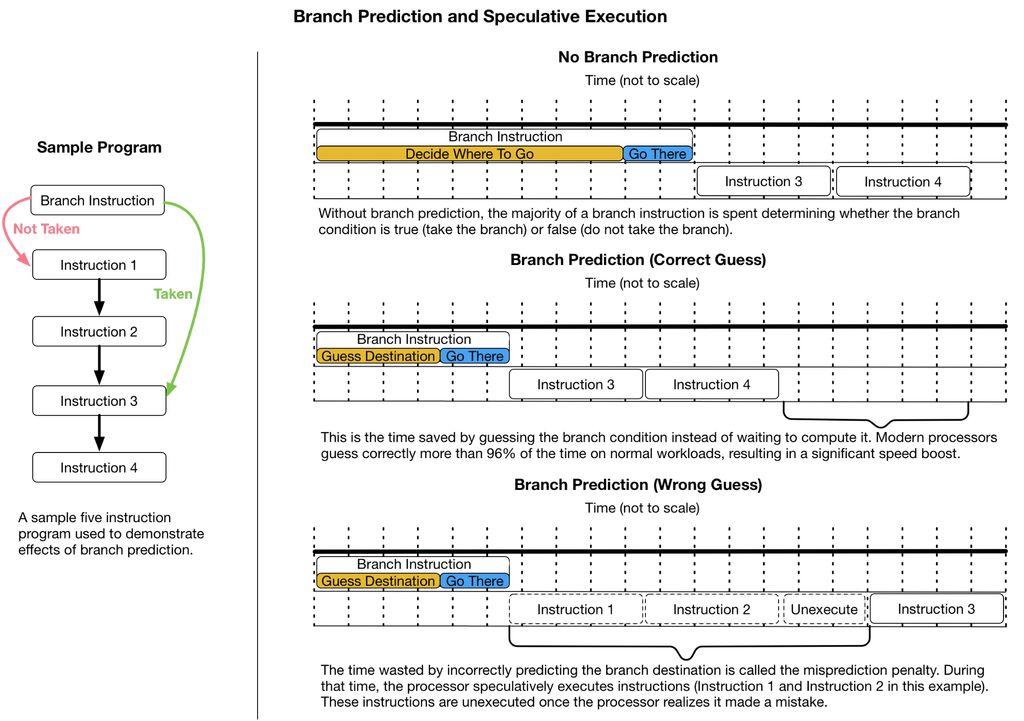 Branch Prediction and Speculative Execution
Sample Program
Branch Instruction
Not Taken
Instruction 1
Taken
Instruction 2
Instruction 3
Instruction 4
A sample five instruction
program used to demonstrate
effects of branch prediction.
No Branch Prediction
Time (not to scale)
Branch Instruction
Decide Where To Go
Go There
Instruction 3
Instruction 4
Without branch prediction, the majority of a branch instruction is spent determining whether the branch
condition is true (take the branch) or false (do not take the branch).
Branch Prediction (Correct Guess)
Time (not to scale)
Branch Instruction
Guess Destination
Go There
Instruction 3
Instruction 4
This is the time saved by guessing the branch condition instead of waiting to compute it. Modern processors
guess correctly more than 96% of the time on normal workloads, resulting in a significant speed boost.
Branch Prediction (Wrong Guess)
Time (not to scale)
Branch Instruction
Guess Destination
Go There
Instruction 1
Instruction 2
Unexecute
Instruction 3
The time wasted by incorrectly predicting the branch destination is called the misprediction penalty. During
that time, the processor speculatively executes instructions (Instruction 1 and Instruction 2 in this example).
These instructions are unexecuted once the processor realizes it made a mistake.